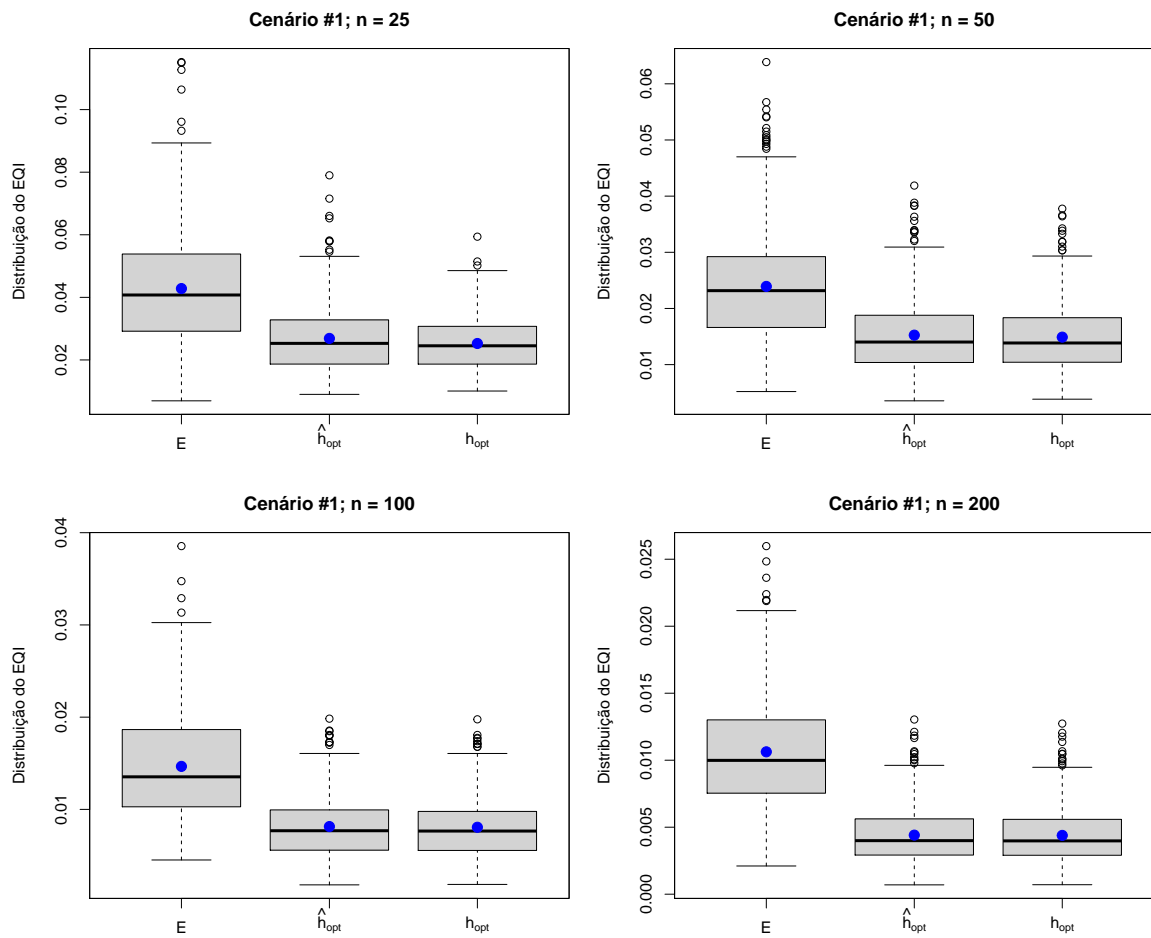 Cenário #1; n = 25
Distribuição do EQI
0.02 0.04 0.06 0.08 0.10
E ĥopt hopt
Cenário #1; n = 50
Distribuição do EQI
0.01 0.02 0.03 0.04 0.05 0.06
E ĥopt hopt
Cenário #1; n = 100
Distribuição do EQI
0.01 0.02 0.03 0.04
E ĥopt hopt
Cenário #1; n = 200
Distribuição do EQI
0.000 0.005 0.010 0.015 0.020 0.025
E ĥopt hopt